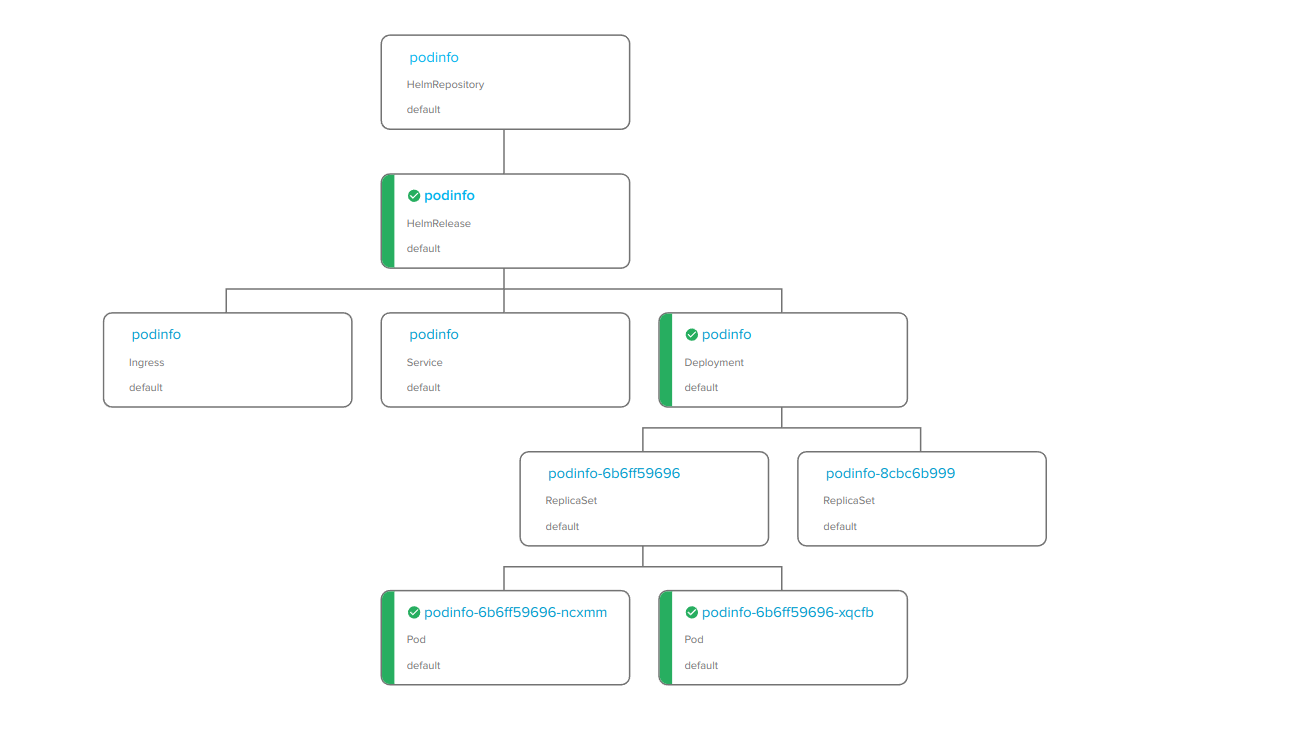 podinfo
HelmRepository
default
podinfo
HelmRelease
default
podinfo
Ingress
default
podinfo
Service
default
podinfo
Deployment
default
podinfo-6b6ff59696
ReplicaSet
default
podinfo-8cbc6b999
ReplicaSet
default
podinfo-6b6ff59696-ncxmm
Pod
default
podinfo-6b6ff59696-xqcfb
Pod
default